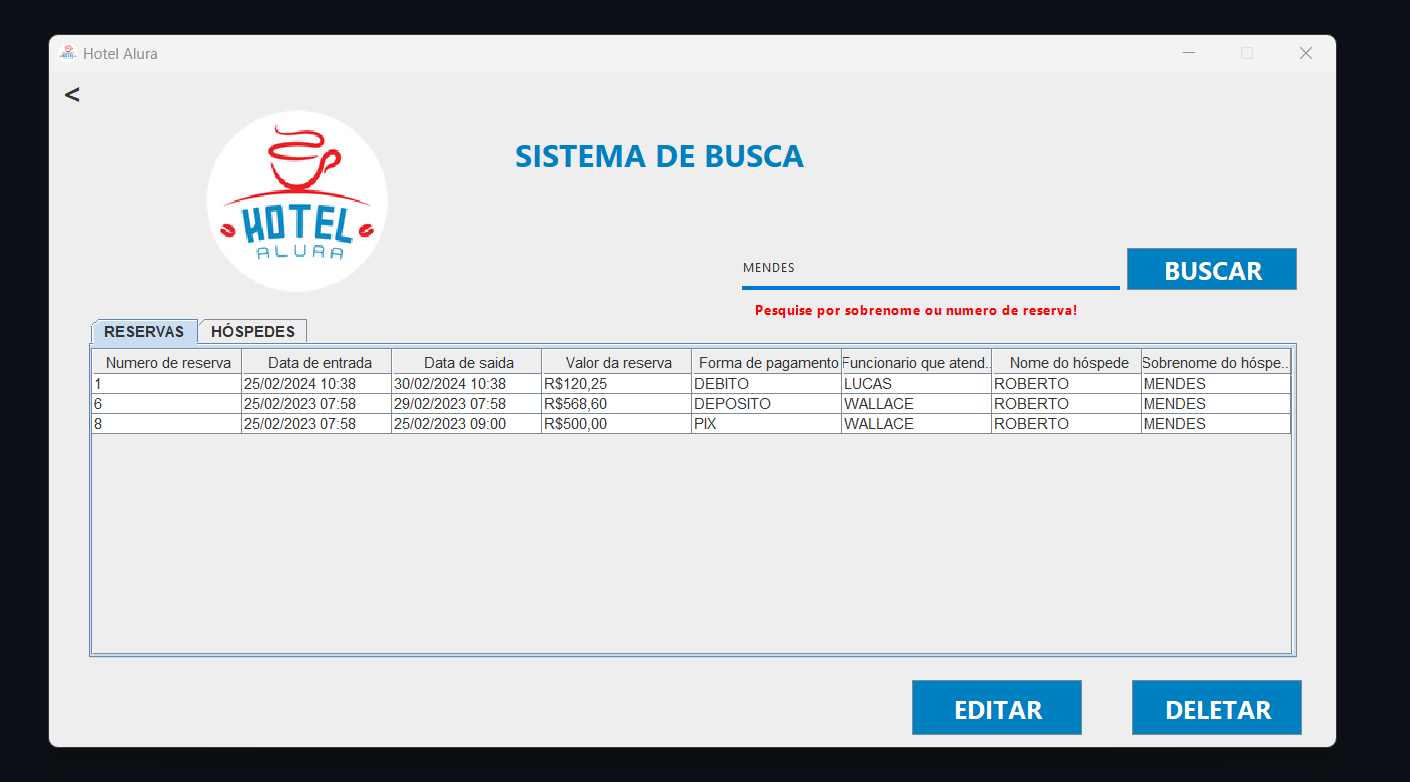 Hotel Alura
<
HOTEL
ALURA
SISTEMA DE BUSCA
MENDES
BUSCAR
Pesquise por sobrenome ou numero de reserva!
RESERVAS HÓSPEDES
Numero de reserva Data de entrada Data de saida Valor da reserva Forma de pagamento Funcionario que atend.. Nome do hóspede Sobrenome do hóspe...
1 25/02/2024 10:38 30/02/2024 10:38 R$120,25 DEBITO LUCAS ROBERTO MENDES
6 25/02/2023 07:58 29/02/2023 07:58 R$568,60 DEPOSITO WALLACE ROBERTO MENDES
8 25/02/2023 07:58 25/02/2023 09:00 R$500,00 PIX WALLACE ROBERTO MENDES
EDITAR DELETAR